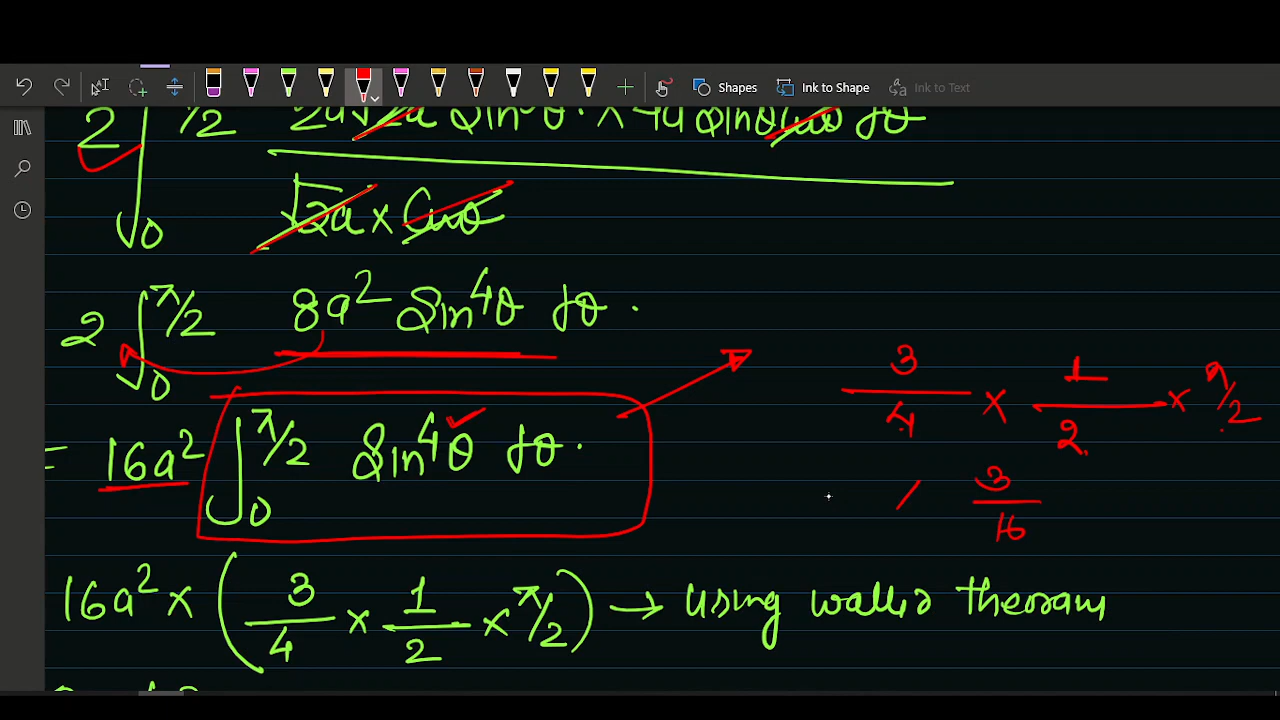 Shapes Ink to Shape Ink to Text
2 ∫ π/2 0 8a² Sin⁴θ dθ.
= 16a² ∫ π/2 0 Sin⁴θ dθ.
3/4 × 1/2 × π/2
3/16
16a² × (3/4 × 1/2 × π/2) → using wallis theoram